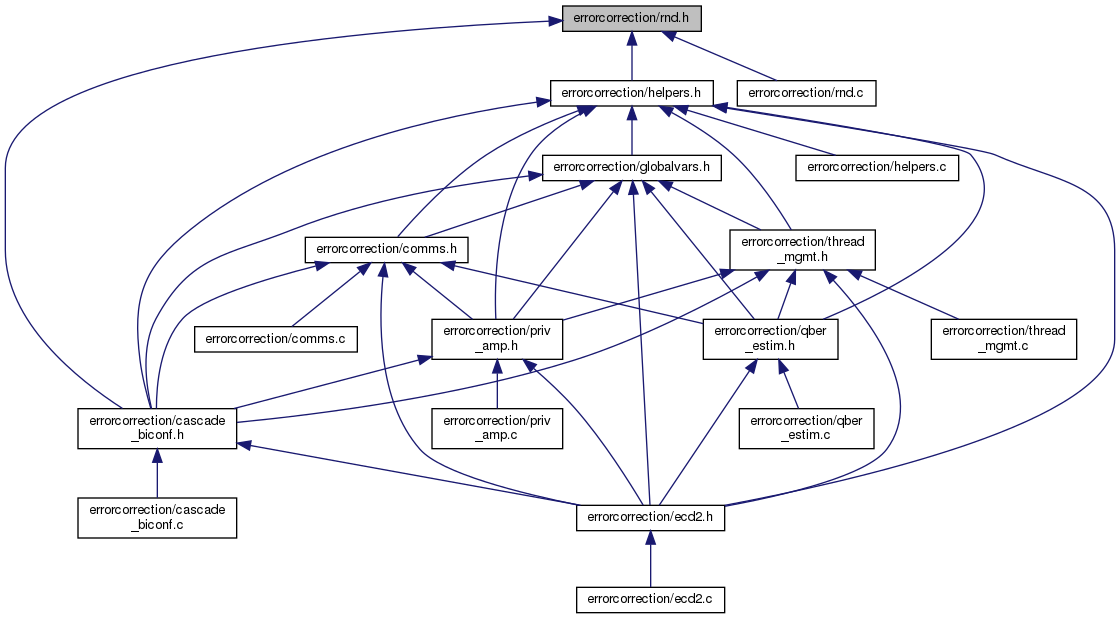 errorcorrection/rnd.h
errorcorrection/helpers.h
errorcorrection/rnd.c
errorcorrection/globalvars.h
errorcorrection/helpers.c
errorcorrection/comms.h
errorcorrection/thread
_mgmt.h
errorcorrection/comms.c
errorcorrection/priv
_amp.h
errorcorrection/qber
_estim.h
errorcorrection/thread
_mgmt.c
errorcorrection/cascade
_biconf.h
errorcorrection/priv
_amp.c
errorcorrection/qber
_estim.c
errorcorrection/cascade
_biconf.c
errorcorrection/ecd2.h
errorcorrection/ecd2.c